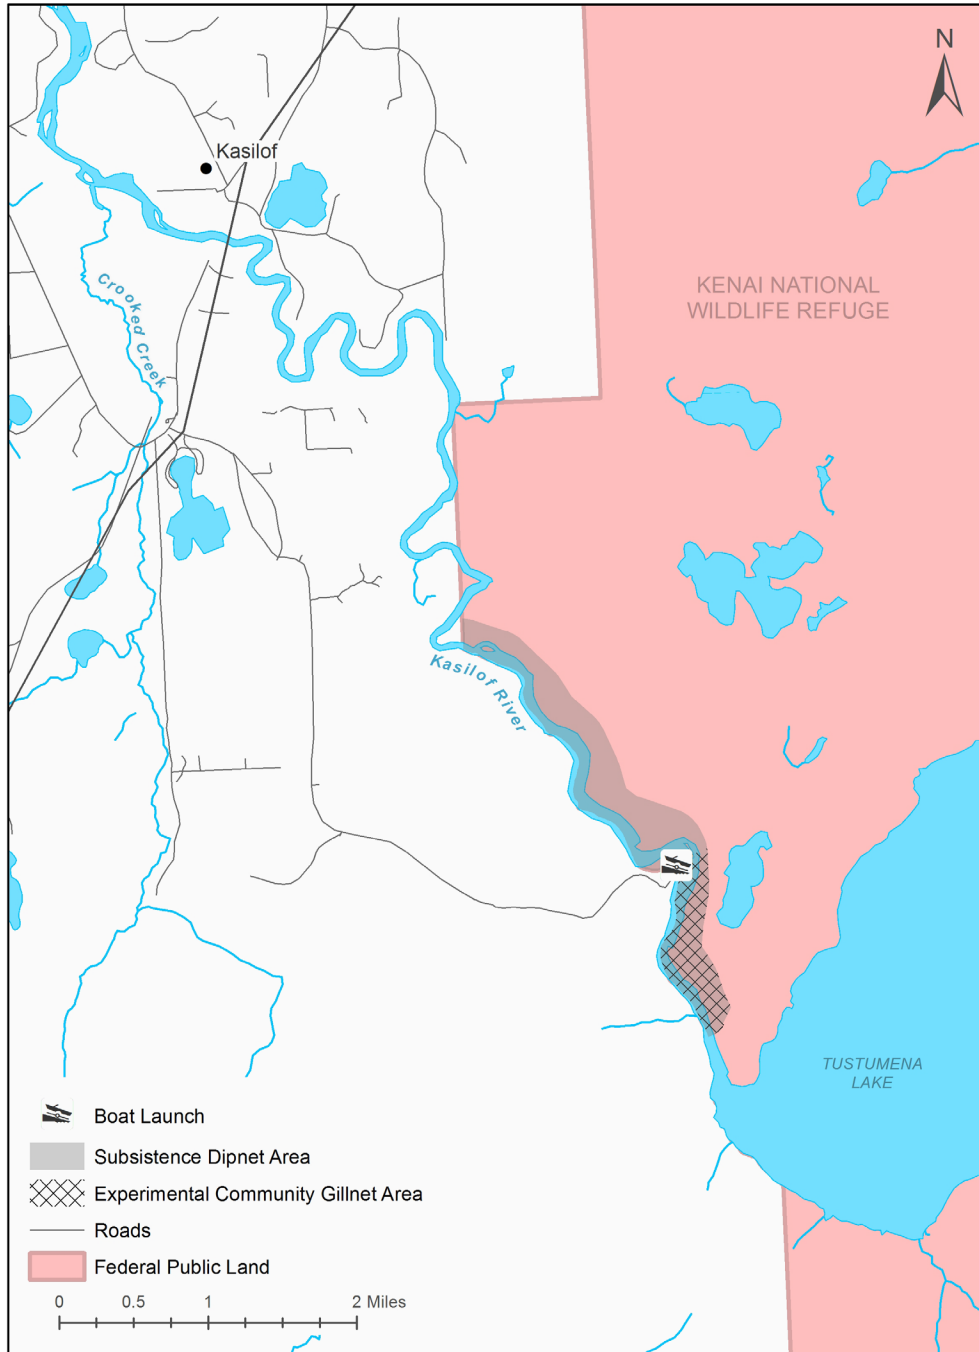 N
Kasilof
KENAI NATIONAL
WILDLIFE REFUGE
Crooked Creek
Kasilof River
TUSTUMENA
LAKE
Boat Launch
Subsistence Dipnet Area
Experimental Community Gillnet Area
Roads
Federal Public Land
0 0.5 1 2 Miles